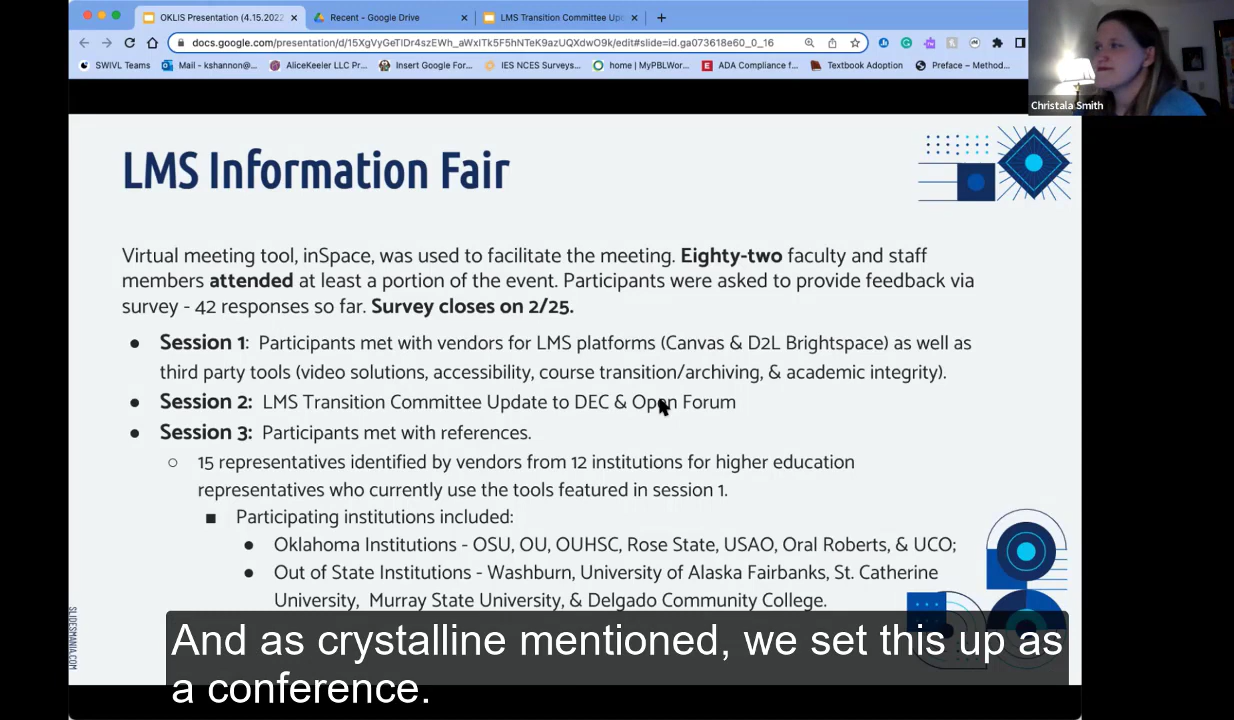 OKLIS Presentation (4.15.2022
Recent - Google Drive
LMS Transition Committee Up
docs.google.com/presentation/d/15XgVyGeTlDr4szEWh_aWxITk5F5hNTeK9azUQXdwO9k/edit#slide=id.ga073618e60_0_16
SWIVL Teams
Mail - kshannon@...
AliceKeeler LLC Pr...
Insert Google For...
IES NCES Surveys...
home | MyPBLWor...
ADA Compliance f...
Textbook Adoption
Preface – Method...
Christala Smith
LMS Information Fair
Virtual meeting tool, inSpace, was used to facilitate the meeting. Eighty-two faculty and staff
members attended at least a portion of the event. Participants were asked to provide feedback via
survey - 42 responses so far. Survey closes on 2/25.
● Session 1: Participants met with vendors for LMS platforms (Canvas & D2L Brightspace) as well as
third party tools (video solutions, accessibility, course transition/archiving, & academic integrity).
● Session 2: LMS Transition Committee Update to DEC & Open Forum
● Session 3: Participants met with references.
○ 15 representatives identified by vendors from 12 institutions for higher education
representatives who currently use the tools featured in session 1.
■ Participating institutions included:
● Oklahoma Institutions - OSU, OU, OUHSC, Rose State, USAO, Oral Roberts, & UCO;
● Out of State Institutions - Washburn, University of Alaska Fairbanks, St. Catherine
University, Murray State University, & Delgado Community College.
SLIDESMANIA.COM
And as crystalline mentioned, we set this up as
a conference.